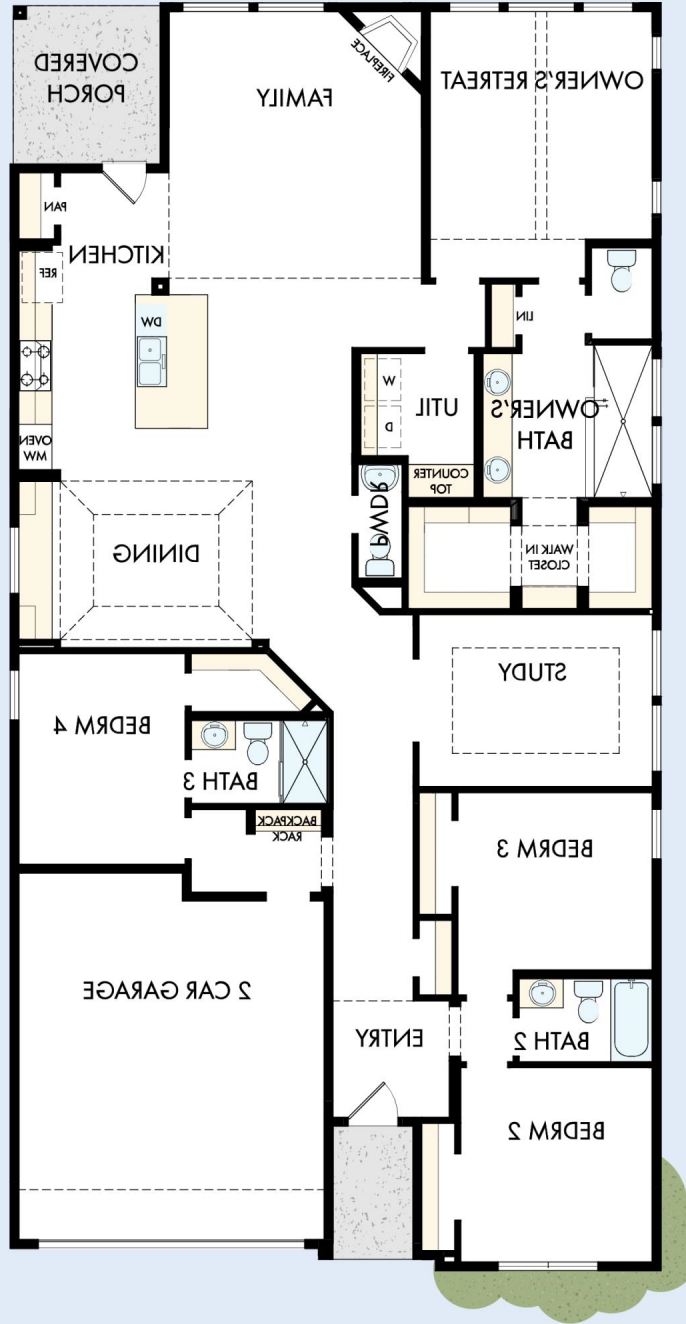 COVERED
PORCH
FAMILY
FIREPLACE
OWNER'S RETREAT
PAN
KITCHEN
REF
LIN
DW
W
D
UTIL
OWNER'S
BATH
OVEN
MW
COUNTER
TOP
PWDR
DINING
WALK IN
CLOSET
STUDY
BEDRM 4
BATH 3
BACKPACK
RACK
BEDRM 3
2 CAR GARAGE
ENTRY
BATH 2
BEDRM 2